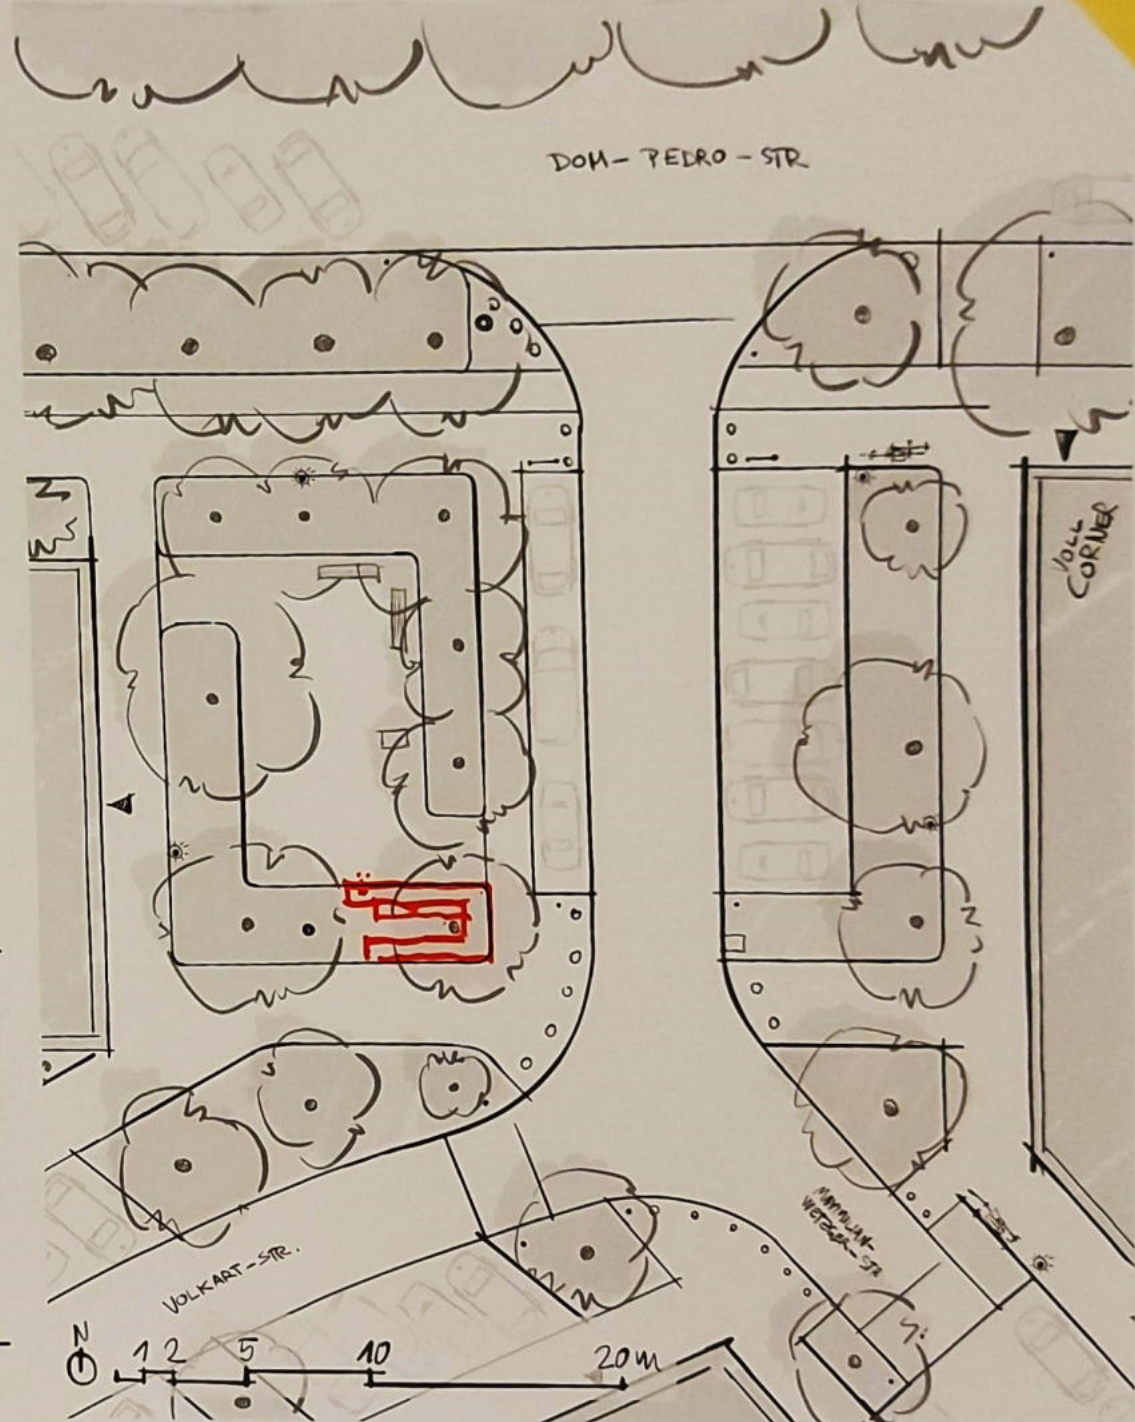 DOM-PEDRO-STR
VOLL
CORNER
MAXIMILIAN-
WETZGER-STR
VOLKART-STR.
N
1 2 5 10 20 m